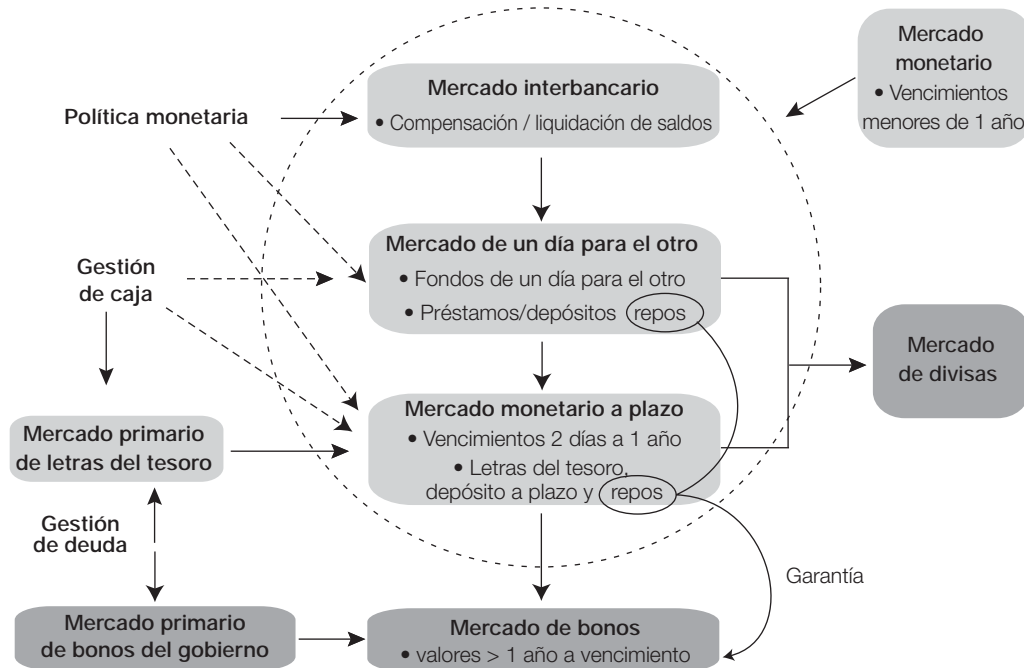 Mercado
monetario
• Vencimientos
menores de 1 año
Mercado interbancario
• Compensación / liquidación de saldos
Política monetaria
Mercado de un día para el otro
• Fondos de un día para el otro
• Préstamos/depósitos repos
Gestión
de caja
Mercado
de divisas
Mercado monetario a plazo
• Vencimientos 2 días a 1 año
• Letras del tesoro,
depósito a plazo y repos
Mercado primario
de letras del tesoro
Gestión
de deuda
Garantía
Mercado primario
de bonos del gobierno
Mercado de bonos
• valores > 1 año a vencimiento